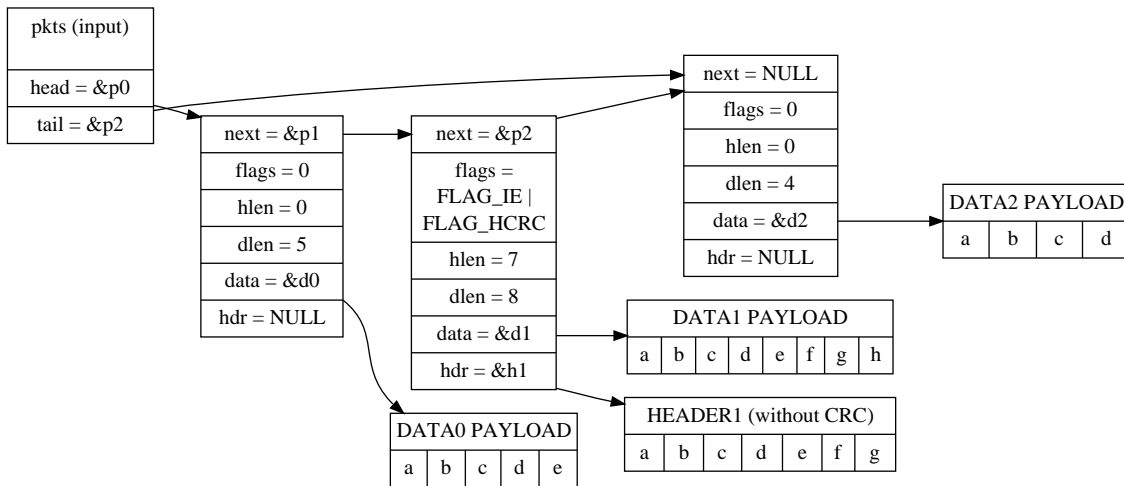 pkts (input)
head = &p0
tail = &p2
next = &p1
flags = 0
hlen = 0
dlen = 5
data = &d0
hdr = NULL
next = &p2
flags =
FLAG_IE |
FLAG_HCRC
hlen = 7
dlen = 8
data = &d1
hdr = &h1
next = NULL
flags = 0
hlen = 0
dlen = 4
data = &d2
hdr = NULL
DATA2 PAYLOAD
a b c d
DATA1 PAYLOAD
a b c d e f g h
HEADER1 (without CRC)
a b c d e f g
DATA0 PAYLOAD
a b c d e